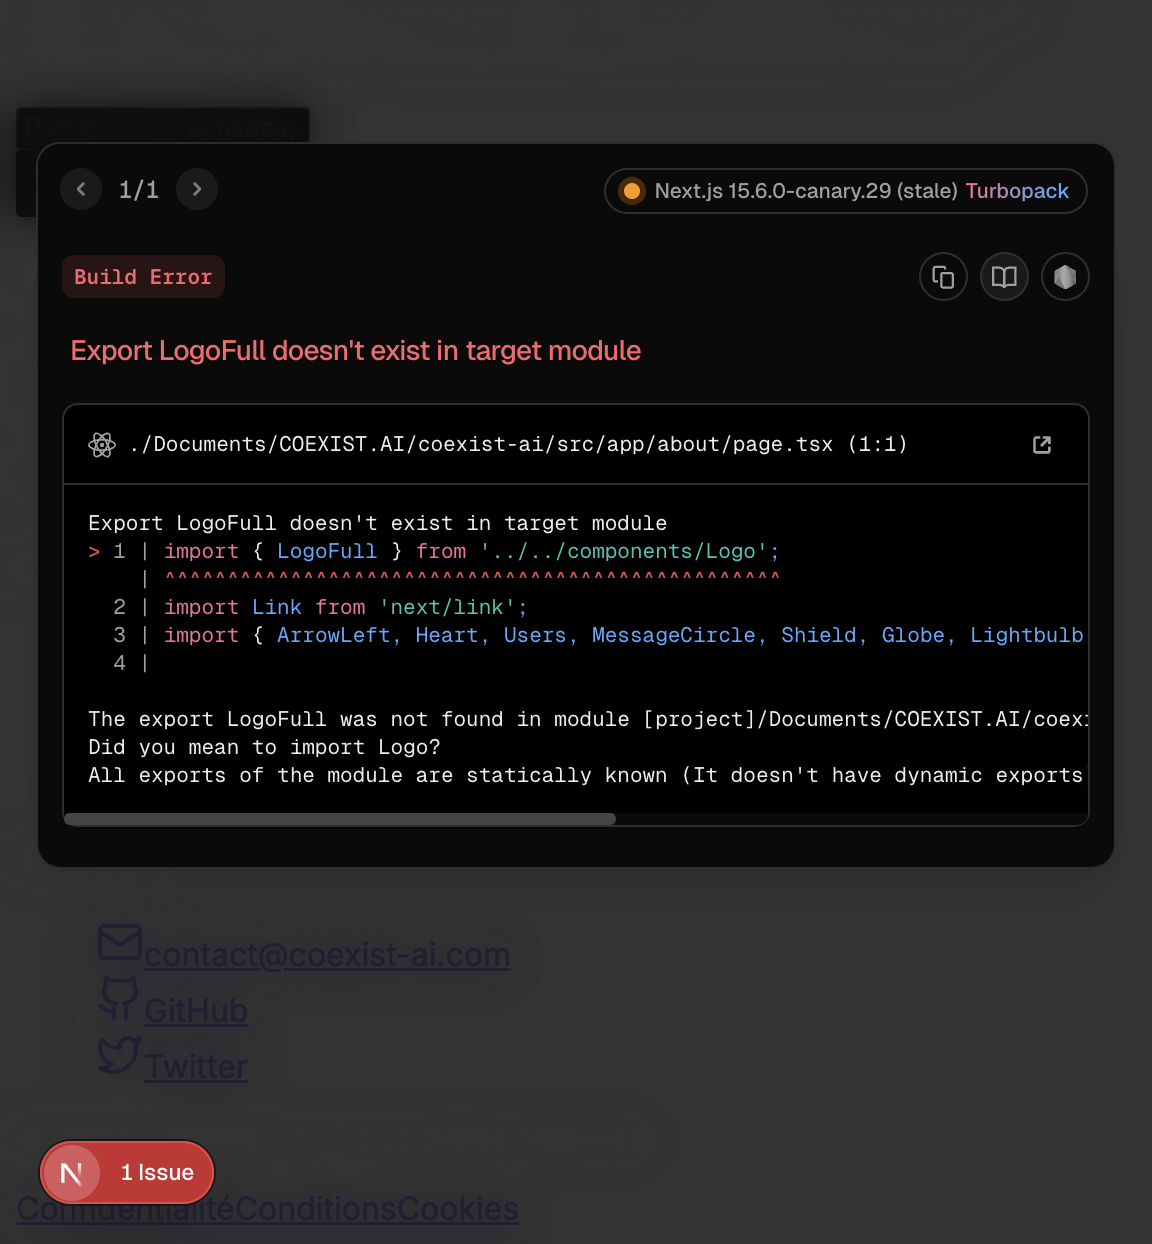 1/1
Next.js 15.6.0-canary.29 (stale) Turbopack
Build Error
Export LogoFull doesn't exist in target module
./Documents/COEXIST.AI/coexist-ai/src/app/about/page.tsx (1:1)
Export LogoFull doesn't exist in target module
> 1 | import { LogoFull } from '../../components/Logo';
| ^^^^^^^^^^^^^^^^^^^^^^^^^^^^^^^^^^^^^^^^^^^^^^^^^
2 | import Link from 'next/link';
3 | import { ArrowLeft, Heart, Users, MessageCircle, Shield, Globe, Lightbulb
4 |
The export LogoFull was not found in module [project]/Documents/COEXIST.AI/coexi
Did you mean to import Logo?
All exports of the module are statically known (It doesn't have dynamic exports
contact@coexist-ai.com
GitHub
Twitter
1 Issue
ConfidentialitéConditionsCookies